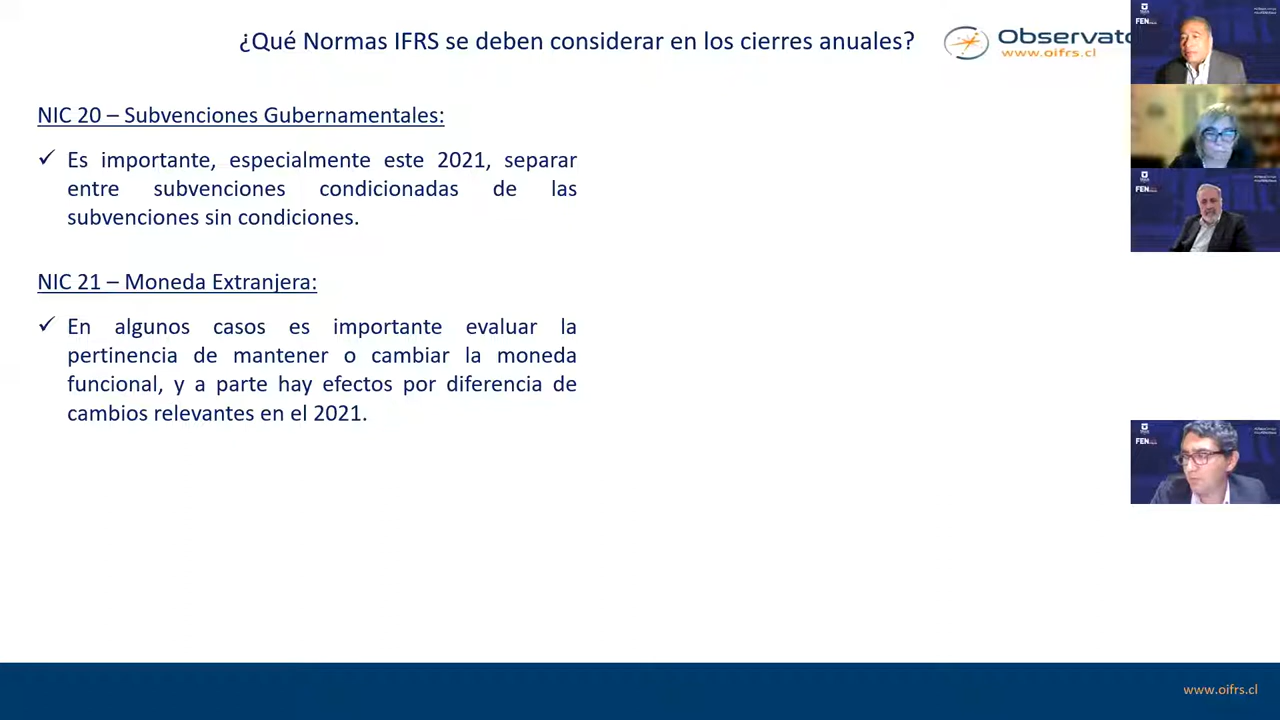 ¿Qué Normas IFRS se deben considerar en los cierres anuales?
Observato
www.oifrs.cl
NIC 20 – Subvenciones Gubernamentales:
✓ Es importante, especialmente este 2021, separar
entre subvenciones condicionadas de las
subvenciones sin condiciones.
NIC 21 – Moneda Extranjera:
✓ En algunos casos es importante evaluar la
pertinencia de mantener o cambiar la moneda
funcional, y a parte hay efectos por diferencia de
cambios relevantes en el 2021.
FEN
FEN
FEN
www.oifrs.cl